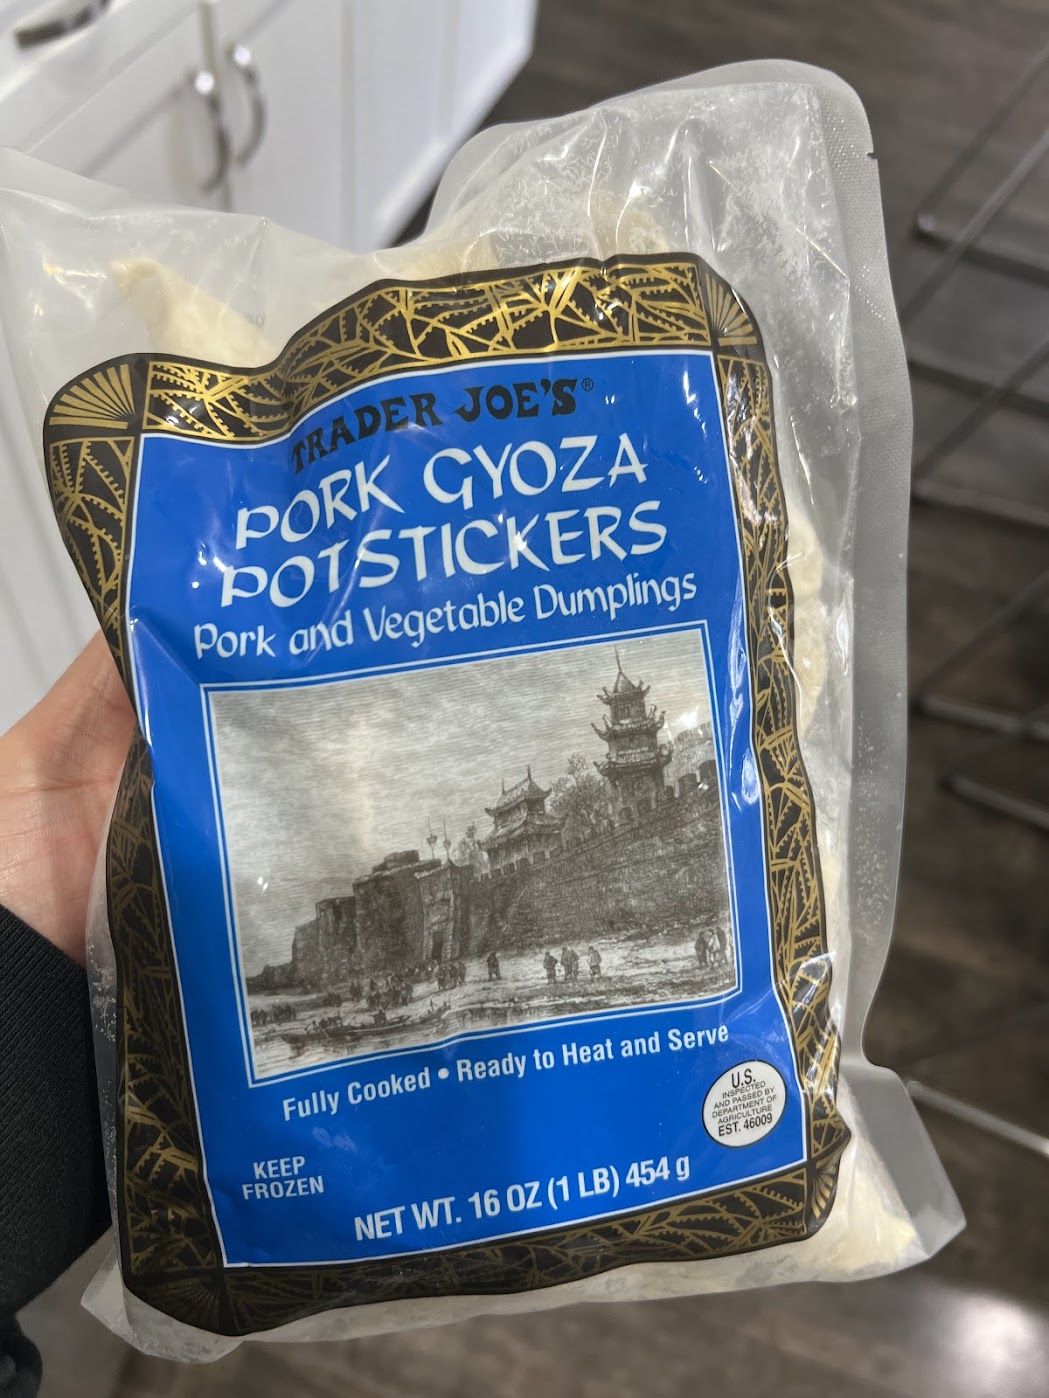 TRADER JOE'S®
PORK GYOZA
POTSTICKERS
Pork and Vegetable Dumplings
Fully Cooked • Ready to Heat and Serve
U.S.
INSPECTED
AND PASSED BY
DEPARTMENT OF
AGRICULTURE
EST. 46009
KEEP
FROZEN
NET WT. 16 OZ (1 LB) 454 g